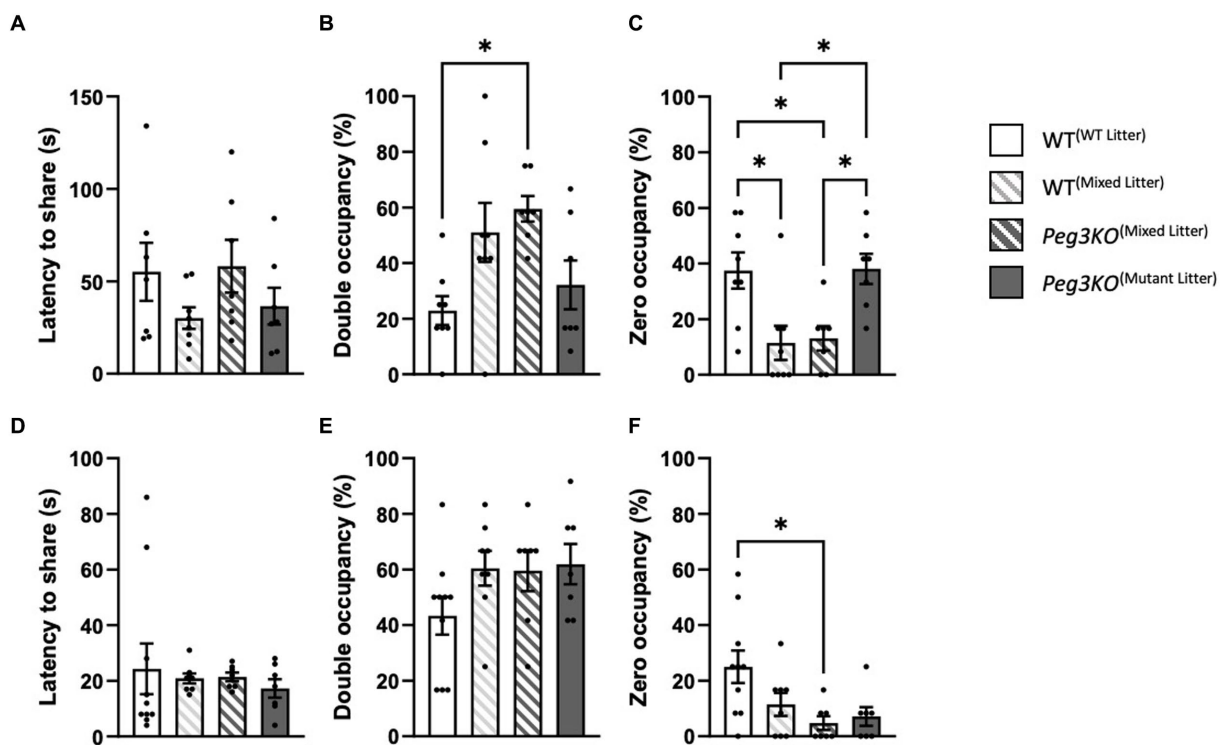 A
B
C
*
*
*
*
*
150
100
50
0
Latency to share (s)
100
80
60
40
20
0
Double occupancy (%)
100
80
60
40
20
0
Zero occupancy (%)
WT(WT Litter)
WT(Mixed Litter)
Peg3KO(Mixed Litter)
Peg3KO(Mutant Litter)
D
E
F
100
80
60
40
20
0
Latency to share (s)
100
80
60
40
20
0
Double occupancy (%)
100
80
60
40
20
0
Zero occupancy (%)
*